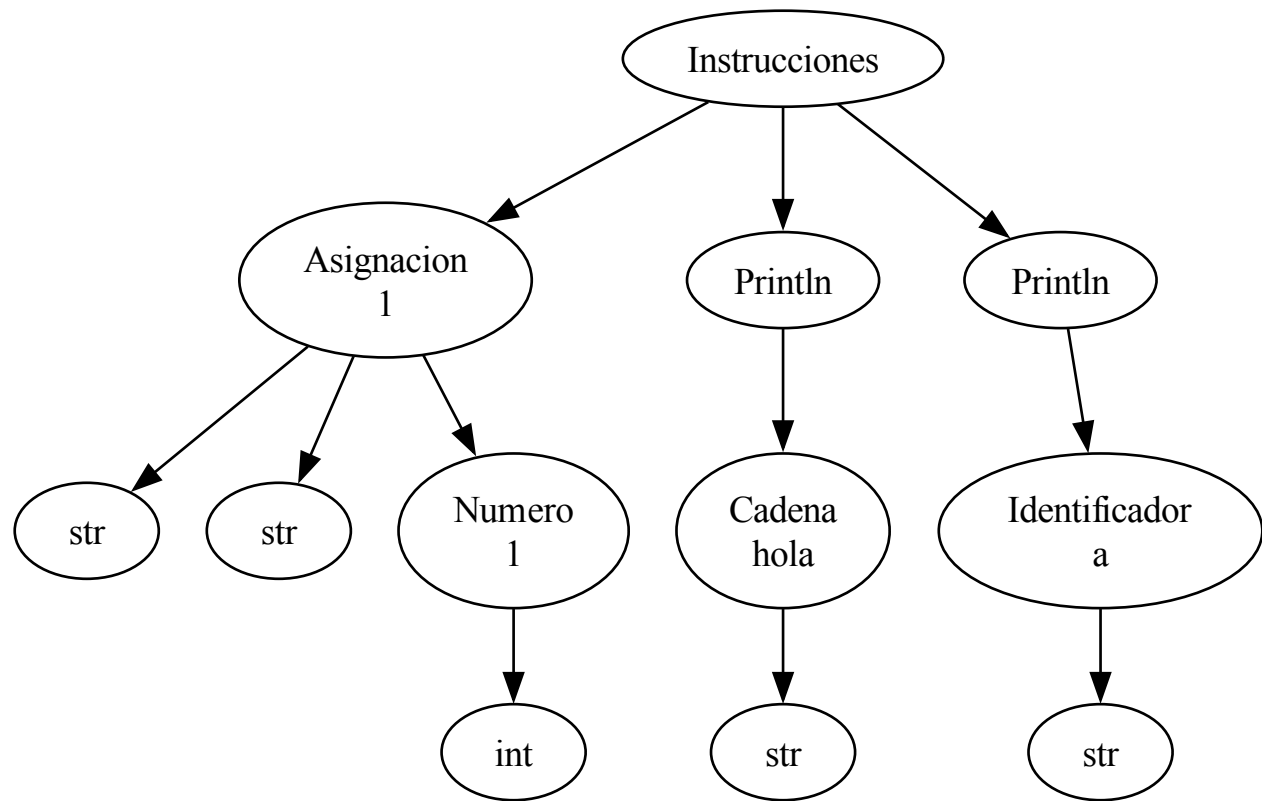 Instrucciones
Asignacion
1
Println
Println
str
str
Numero
1
Cadena
hola
Identificador
a
int
str
str